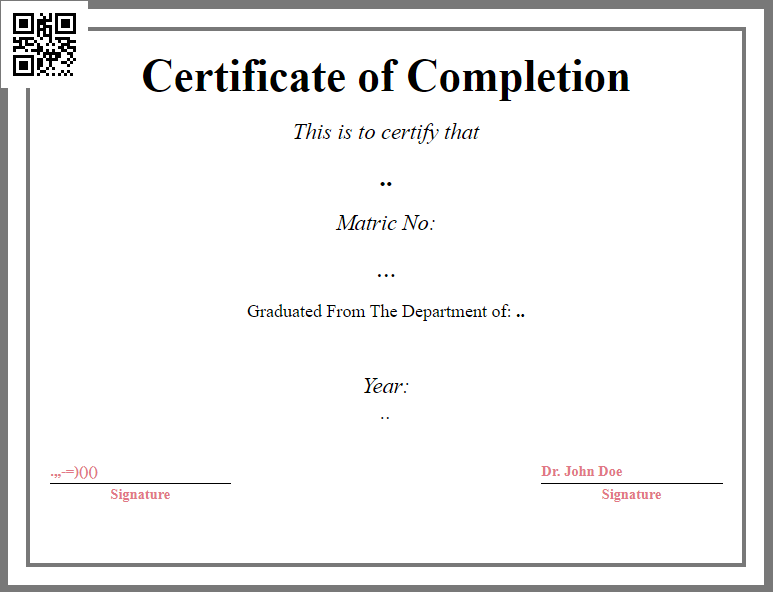 Certificate of Completion
This is to certify that
..
Matric No:
...
Graduated From The Department of: ..
Year:
..
.,,-=)()()
Signature
Dr. John Doe
Signature